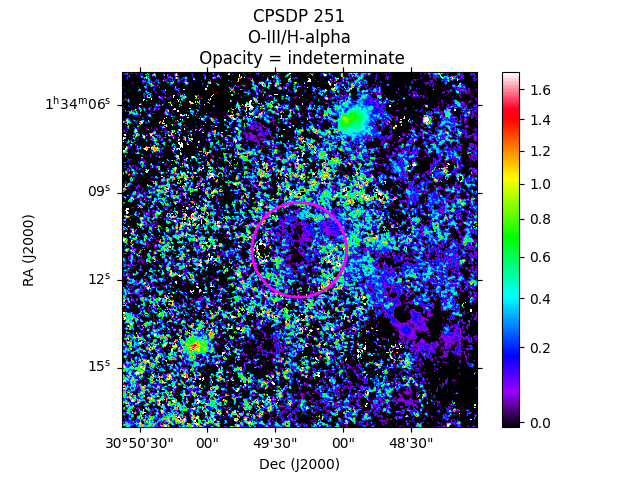 CPSDP 251
O-III/H-alpha
Opacity = indeterminate
1ʰ34ᵐ06ˢ
09ˢ
12ˢ
15ˢ
RA (J2000)
30°50'30" 00" 49'30" 00" 48'30"
Dec (J2000)
1.6
1.4
1.2
1.0
0.8
0.6
0.4
0.2
0.0